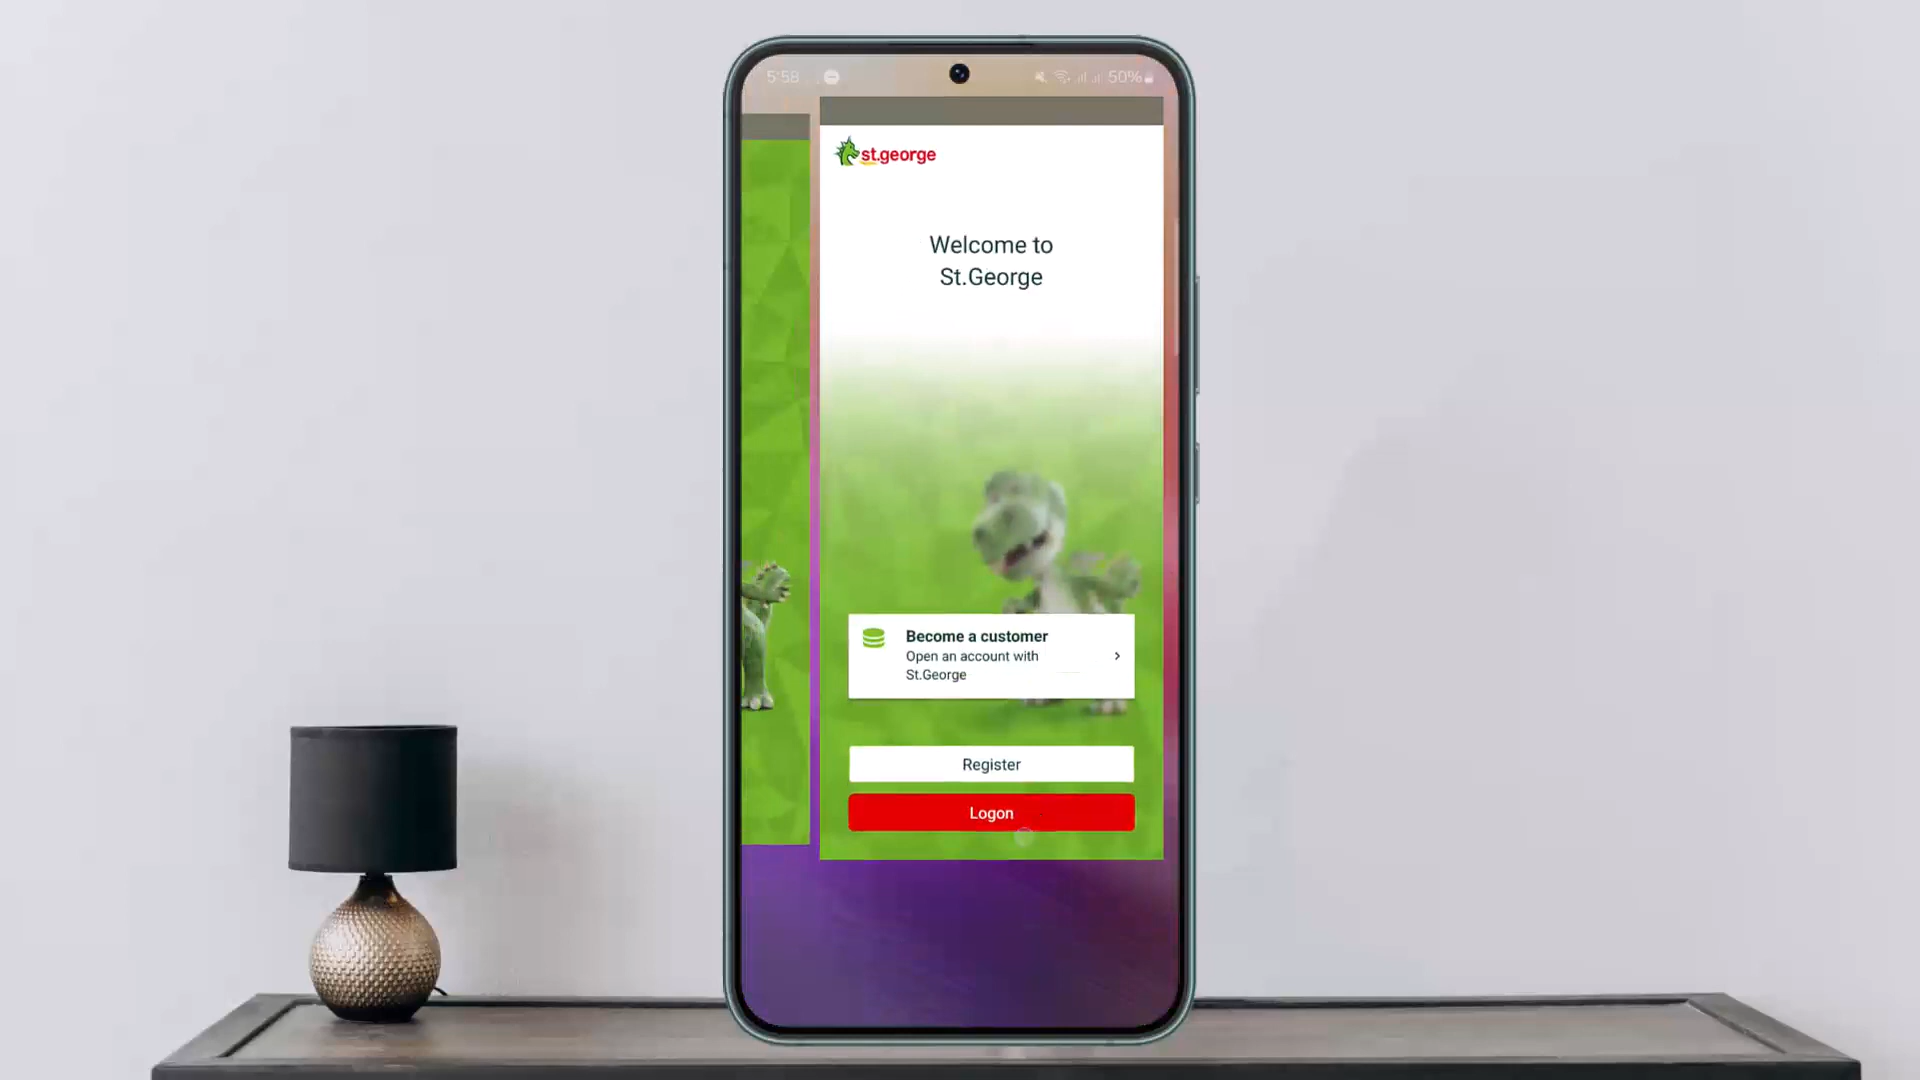 5:58
50%
st.george
Welcome to
St.George
Become a customer
Open an account with
St.George
Register
Logon